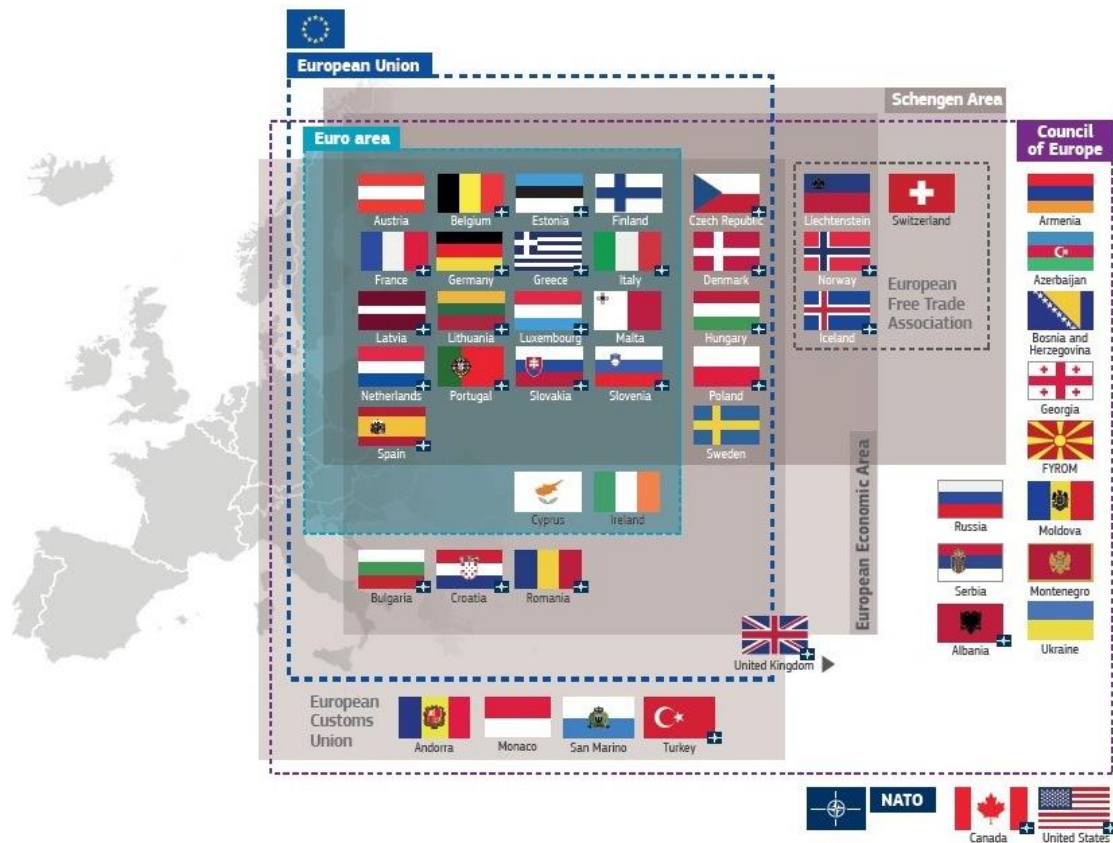 European Union
Schengen Area
Euro area
Council
of Europe
Austria
Belgium
Estonia
Finland
Czech Republic
Liechtenstein
Switzerland
Armenia
France
Germany
Greece
Italy
Denmark
Norway
European
Free Trade
Association
Azerbaijan
Latvia
Lithuania
Luxembourg
Malta
Hungary
Iceland
Bosnia and
Herzegovina
Netherlands
Portugal
Slovakia
Slovenia
Poland
Georgia
Spain
Sweden
European Economic Area
FYROM
Cyprus
Ireland
Russia
Moldova
Bulgaria
Croatia
Romania
Serbia
Montenegro
United Kingdom
Albania
Ukraine
European
Customs
Union
Andorra
Monaco
San Marino
Turkey
NATO
Canada
United States